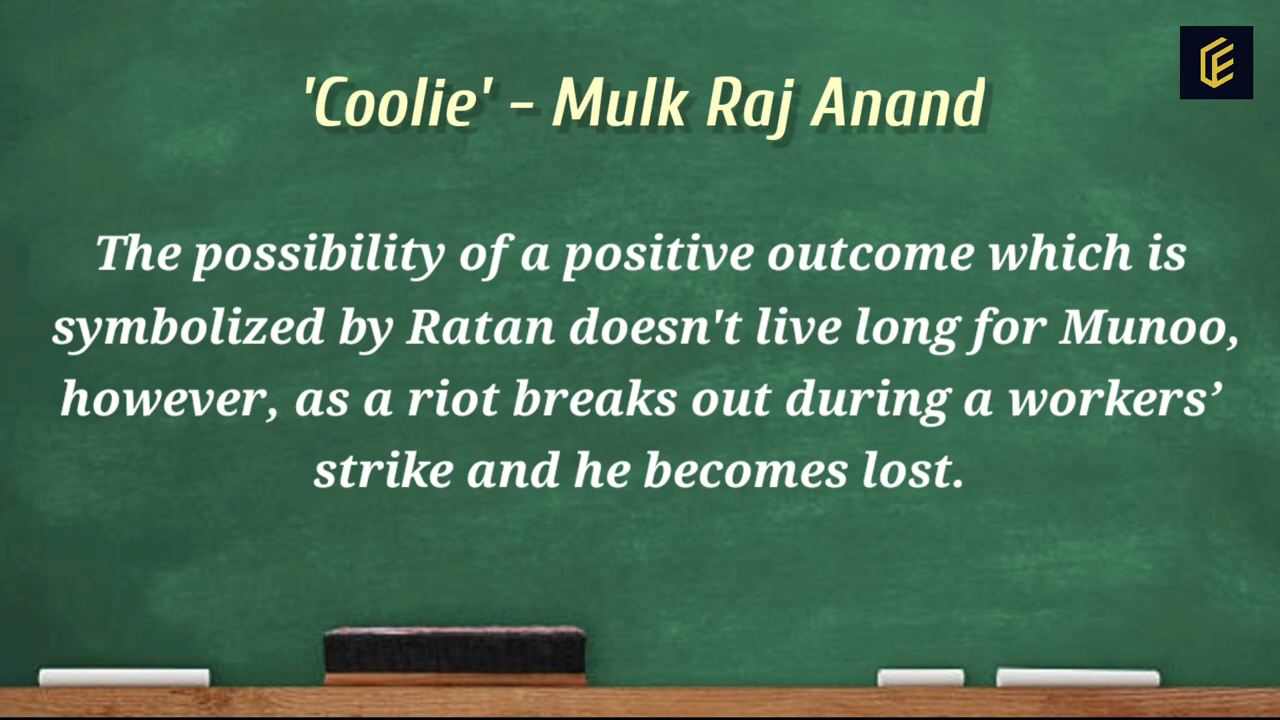 'Coolie' - Mulk Raj Anand
The possibility of a positive outcome which is
symbolized by Ratan doesn't live long for Munoo,
however, as a riot breaks out during a workers’
strike and he becomes lost.